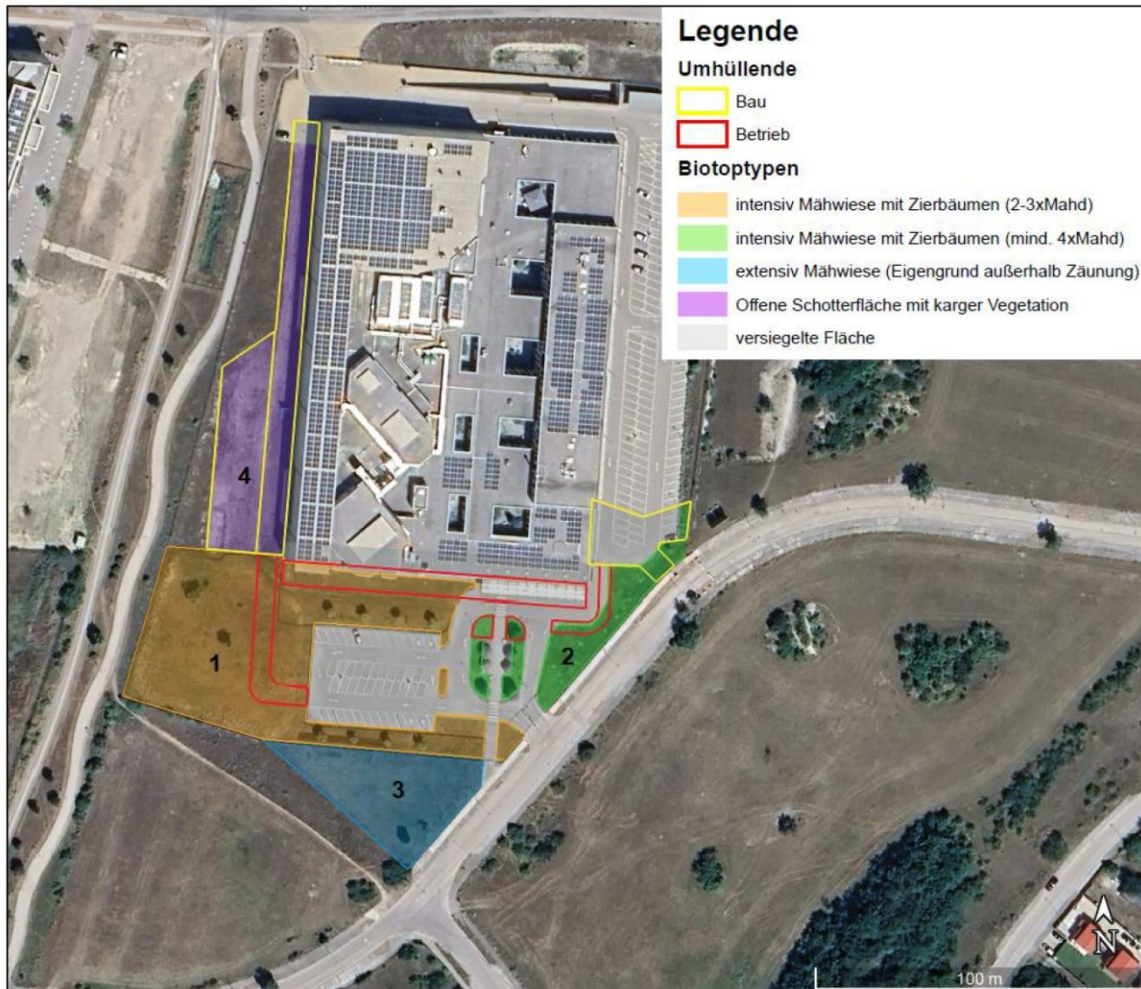 Legende
Umhüllende
Bau
Betrieb
Biotoptypen
intensiv Mähwiese mit Zierbäumen (2-3xMahd)
intensiv Mähwiese mit Zierbäumen (mind. 4xMahd)
extensiv Mähwiese (Eigengrund außerhalb Zäunung)
Offene Schotterfläche mit karger Vegetation
versiegelte Fläche
4
1
2
3
N
100 m